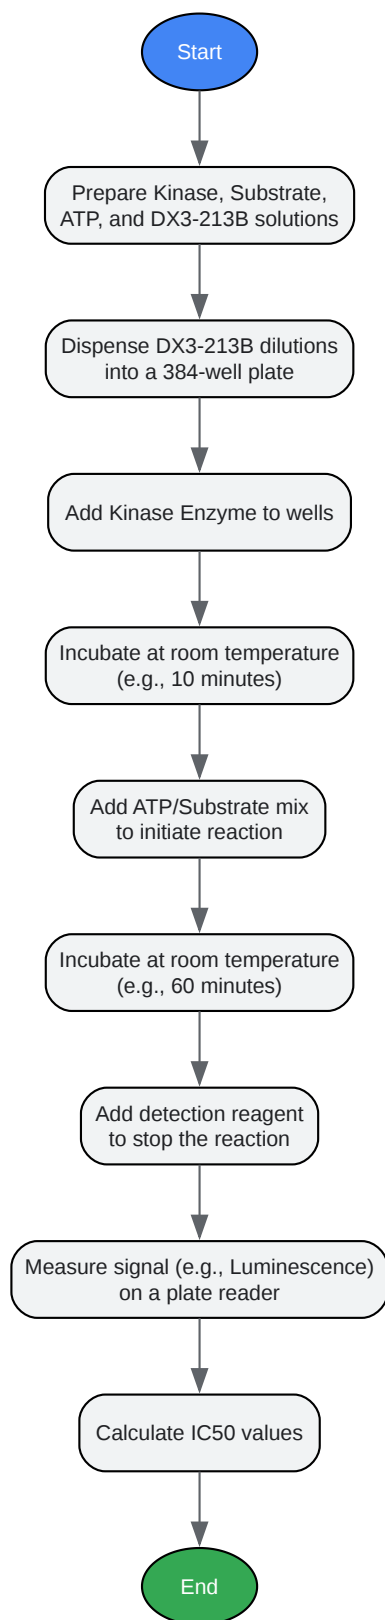 Start
Prepare Kinase, Substrate,
ATP, and DX3-213B solutions
Dispense DX3-213B dilutions
into a 384-well plate
Add Kinase Enzyme to wells
Incubate at room temperature
(e.g., 10 minutes)
Add ATP/Substrate mix
to initiate reaction
Incubate at room temperature
(e.g., 60 minutes)
Add detection reagent
to stop the reaction
Measure signal (e.g., Luminescence)
on a plate reader
Calculate IC50 values
End